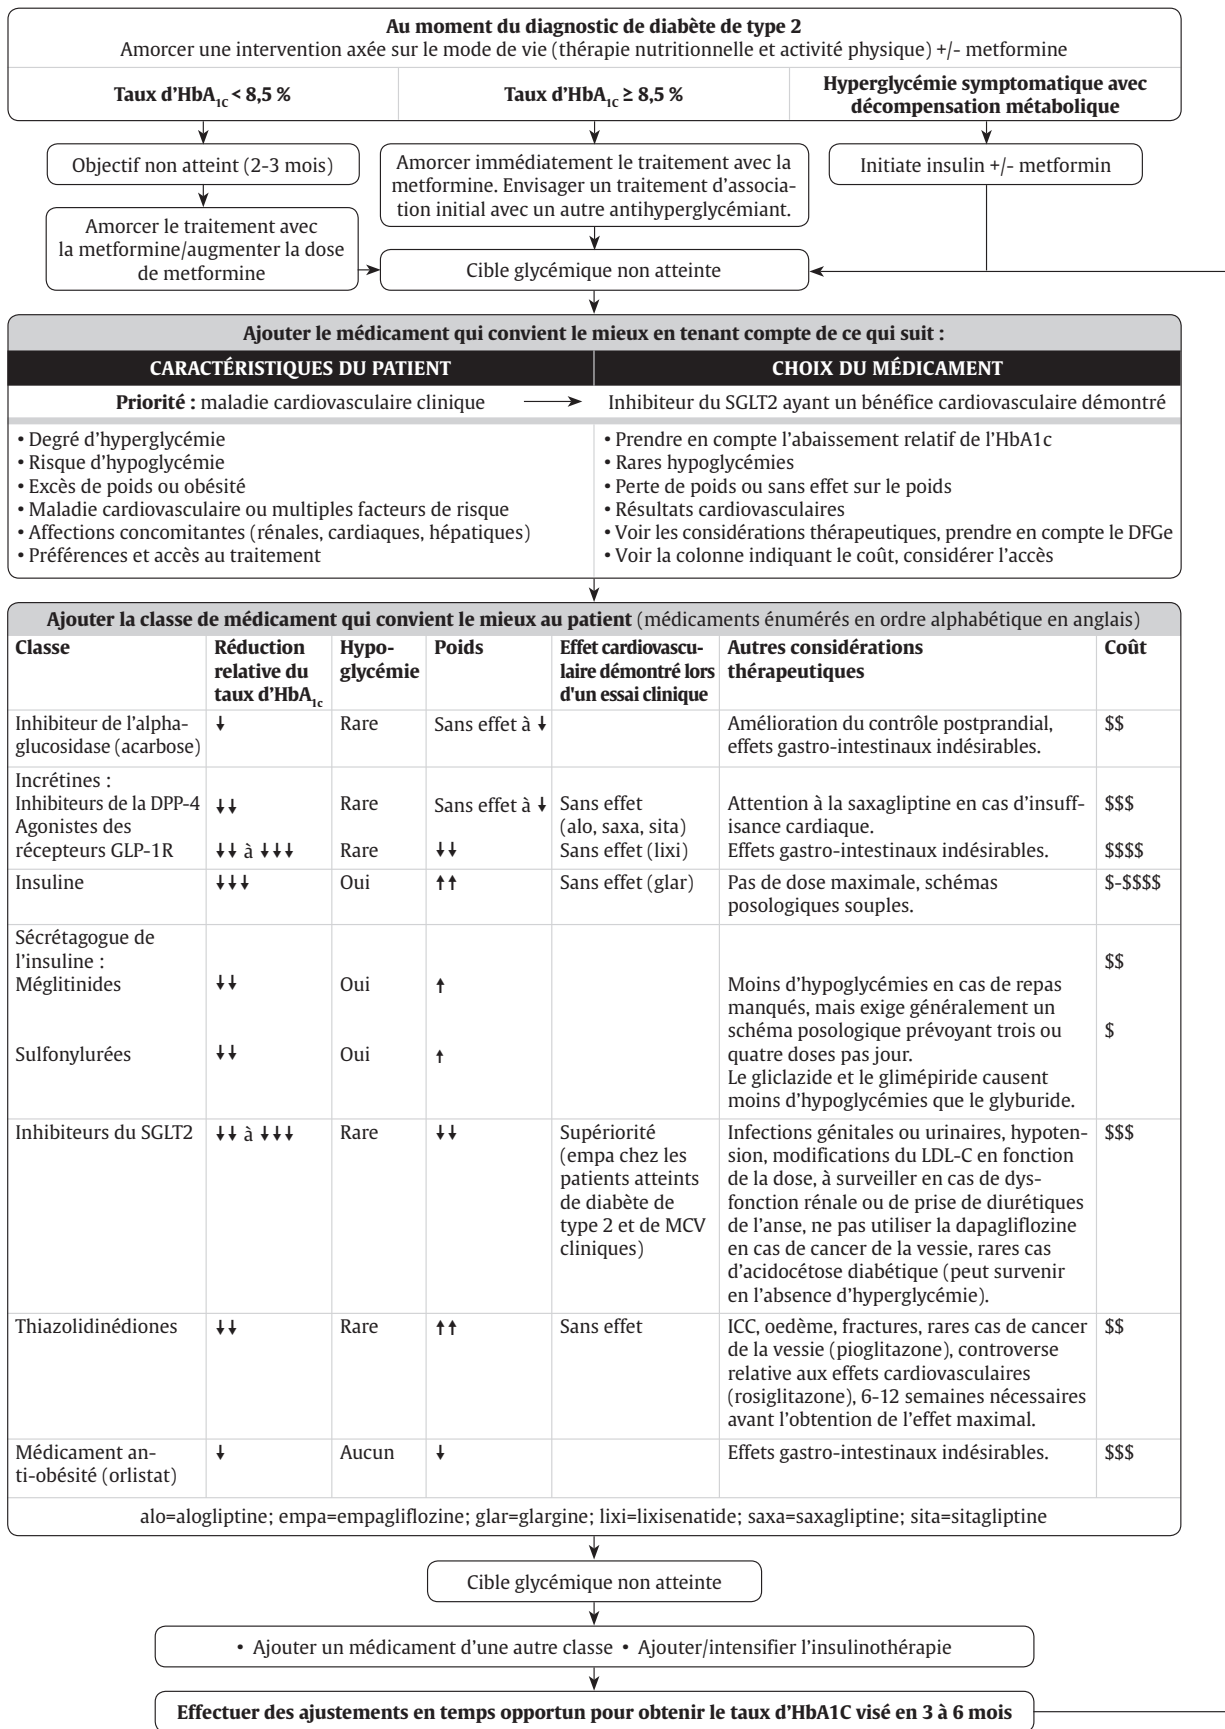 Au moment du diagnostic de diabète de type 2
Amorcer une intervention axée sur le mode de vie (thérapie nutritionnelle et activité physique) +/- metformine
Taux d'HbA1c < 8,5 %
Taux d'HbA1c ≥ 8,5 %
Hyperglycémie symptomatique avec
décompensation métabolique
Objectif non atteint (2-3 mois)
Amorcer le traitement avec
la metformine/augmenter la dose
de metformine
Amorcer immédiatement le traitement avec la
metformine. Envisager un traitement d'associa-
tion initial avec un autre antihyperglycémiant.
Initiate insulin +/- metformin
Cible glycémique non atteinte
Ajouter le médicament qui convient le mieux en tenant compte de ce qui suit :
CARACTÉRISTIQUES DU PATIENT
CHOIX DU MÉDICAMENT
Priorité : maladie cardiovasculaire clinique → Inhibiteur du SGLT2 ayant un bénéfice cardiovasculaire démontré
• Degré d'hyperglycémie
• Risque d'hypoglycémie
• Excès de poids ou obésité
• Maladie cardiovasculaire ou multiples facteurs de risque
• Affections concomitantes (rénales, cardiaques, hépatiques)
• Préférences et accès au traitement
• Prendre en compte l'abaissement relatif de l'HbA1c
• Rares hypoglycémies
• Perte de poids ou sans effet sur le poids
• Résultats cardiovasculaires
• Voir les considérations thérapeutiques, prendre en compte le DFGe
• Voir la colonne indiquant le coût, considérer l'accès
Ajouter la classe de médicament qui convient le mieux au patient (médicaments énumérés en ordre alphabétique en anglais)
Classe
Réduction
relative du
taux d'HbA1c
Hypo-
glycémie
Poids
Effet cardiovascu-
laire démontré lors
d'un essai clinique
Autres considérations
thérapeutiques
Coût
Inhibiteur de l'alpha-
glucosidase (acarbose)
↓
Rare
Sans effet à ↓
Amélioration du contrôle postprandial,
effets gastro-intestinaux indésirables.
$$
Incrétines :
Inhibiteurs de la DPP-4
↓↓
Rare
Sans effet à ↓
Sans effet
(alo, saxa, sita)
Attention à la saxagliptine en cas d'insuff-
isance cardiaque.
$$$
Agonistes des
récepteurs GLP-1R
↓↓ à ↓↓↓
Rare
↓↓
Sans effet (lixi)
Effets gastro-intestinaux indésirables.
$$$$
Insuline
↓↓↓
Oui
↑↑
Sans effet (glar)
Pas de dose maximale, schémas
posologiques souples.
$-$$$$
Sécrétagogue de
l'insuline :
Méglitinides
↓↓
Oui
↑
Moins d'hypoglycémies en cas de repas
manqués, mais exige généralement un
schéma posologique prévoyant trois ou
quatre doses pas jour.
$$
Sulfonylurées
↓↓
Oui
↑
Le gliclazide et le glimépiride causent
moins d'hypoglycémies que le glyburide.
$
Inhibiteurs du SGLT2
↓↓ à ↓↓↓
Rare
↓↓
Supériorité
(empa chez les
patients atteints
de diabète de
type 2 et de MCV
cliniques)
Infections génitales ou urinaires, hypoten-
sion, modifications du LDL-C en fonction
de la dose, à surveiller en cas de dys-
fonction rénale ou de prise de diurétiques
de l'anse, ne pas utiliser la dapagliflozine
en cas de cancer de la vessie, rares cas
d'acidocétose diabétique (peut survenir
en l'absence d'hyperglycémie).
$$$
Thiazolidinédiones
↓↓
Rare
↑↑
Sans effet
ICC, oedème, fractures, rares cas de cancer
de la vessie (pioglitazone), controverse
relative aux effets cardiovasculaires
(rosiglitazone), 6-12 semaines nécessaires
avant l'obtention de l'effet maximal.
$$
Médicament an-
ti-obésité (orlistat)
↓
Aucun
↓
Effets gastro-intestinaux indésirables.
$$$
alo=alogliptine; empa=empagliflozine; glar=glargine; lixi=lixisenatide; saxa=saxagliptine; sita=sitagliptine
Cible glycémique non atteinte
• Ajouter un médicament d'une autre classe • Ajouter/intensifier l'insulinothérapie
Effectuer des ajustements en temps opportun pour obtenir le taux d'HbA1C visé en 3 à 6 mois